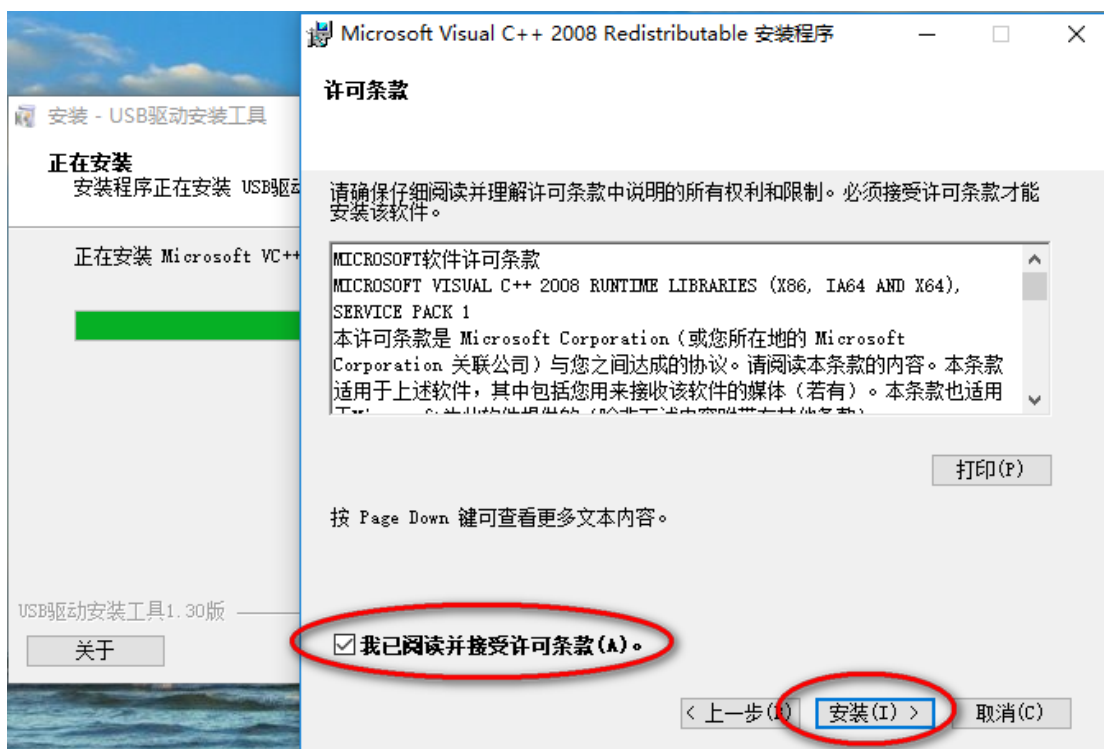 Microsoft Visual C++ 2008 Redistributable 安装程序
许可条款
安装 - USB驱动安装工具
正在安装
安装程序正在安装 USB驱动
正在安装 Microsoft VC++
请确保仔细阅读并理解许可条款中说明的所有权利和限制。必须接受许可条款才能
安装该软件。
MICROSOFT软件许可条款
MICROSOFT VISUAL C++ 2008 RUNTIME LIBRARIES (X86, IA64 AND X64),
SERVICE PACK 1
本许可条款是 Microsoft Corporation（或您所在地的 Microsoft
Corporation 关联公司）与您之间达成的协议。请阅读本条款的内容。本条款
适用于上述软件，其中包括您用来接收该软件的媒体（若有）。本条款也适用
打印(P)
按 Page Down 键可查看更多文本内容。
USB驱动安装工具1.30版
关于
我已阅读并接受许可条款(A)。
< 上一步(B)
安装(I) >
取消(C)